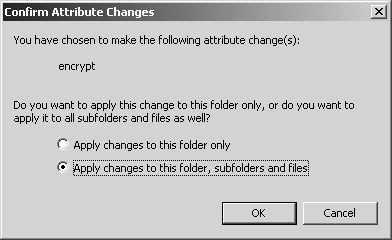 Confirm Attribute Changes
You have chosen to make the following attribute change(s):
encrypt
Do you want to apply this change to this folder only, or do you want to
apply it to all subfolders and files as well?
Apply changes to this folder only
Apply changes to this folder, subfolders and files
OK
Cancel